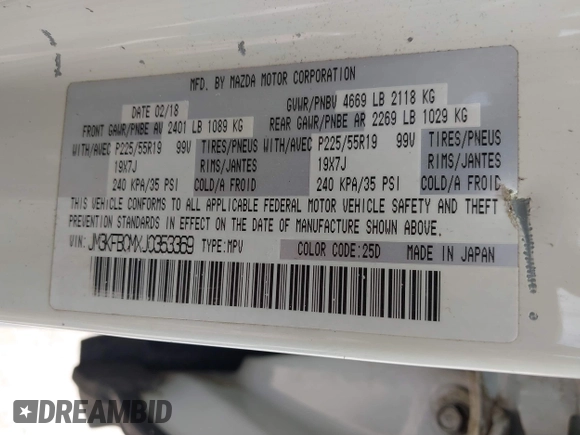 MFD. BY MAZDA MOTOR CORPORATION
DATE 02/18 GVWR/PNBV 4669 LB 2118 KG
FRONT GAWR/PNBE AV 2401 LB 1089 KG REAR GAWR/PNBE AR 2269 LB 1029 KG
WITH/AVEC P225/55R19 99V TIRES/PNEUS WITH/AVEC P225/55R19 99V TIRES/PNEUS
19X7J RIMS/JANTES 19X7J RIMS/JANTES
240 KPA/35 PSI COLD/A FROID 240 KPA/35 PSI COLD/A FROID
THIS VEHICLE CONFORMS TO ALL APPLICABLE FEDERAL MOTOR VEHICLE SAFETY AND THEFT
PREVENTION STANDARDS IN EFFECT ON THE DATE OF MANUFACTURE SHOWN ABOVE.
VIN: JM3KFBCMXJ0353369 TYPE:MPV COLOR CODE:25D MADE IN JAPAN
DREAMBID